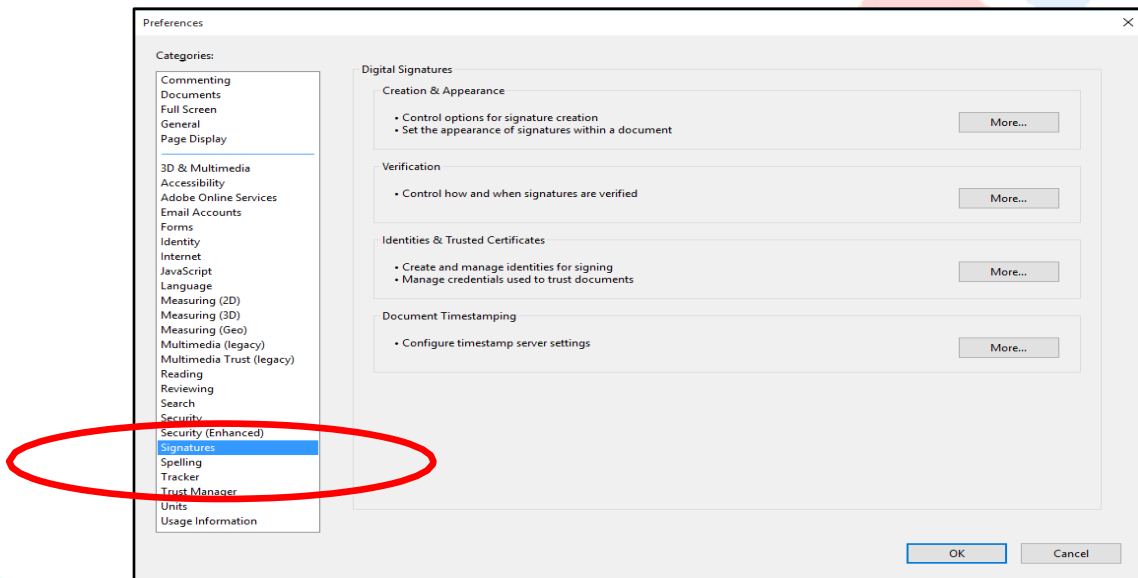 Preferences
Categories:
Commenting
Documents
Full Screen
General
Page Display
3D & Multimedia
Accessibility
Adobe Online Services
Email Accounts
Forms
Identity
Internet
JavaScript
Language
Measuring (2D)
Measuring (3D)
Measuring (Geo)
Multimedia (legacy)
Multimedia Trust (legacy)
Reading
Reviewing
Search
Security
Security (Enhanced)
Signatures
Spelling
Tracker
Trust Manager
Units
Usage Information
Digital Signatures
Creation & Appearance
• Control options for signature creation
• Set the appearance of signatures within a document
More...
Verification
• Control how and when signatures are verified
More...
Identities & Trusted Certificates
• Create and manage identities for signing
• Manage credentials used to trust documents
More...
Document Timestamping
• Configure timestamp server settings
More...
OK
Cancel